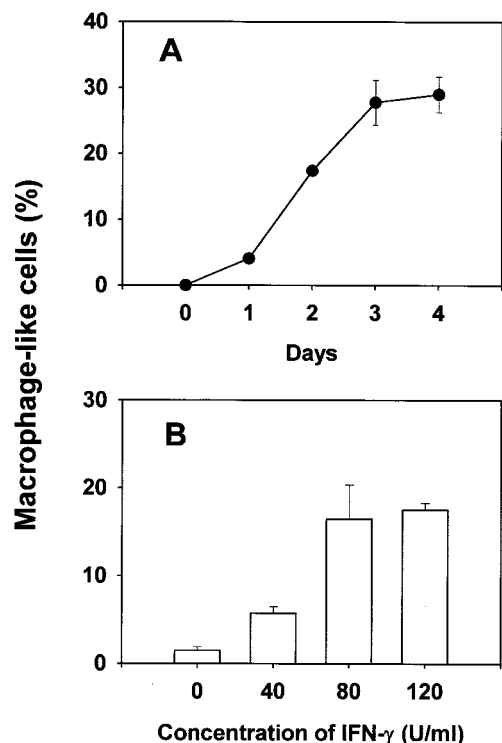 Macrophage-like cells (%)
A
40
30
20
10
0
0 1 2 3 4
Days
B
30
20
10
0
0 40 80 120
Concentration of IFN-γ (U/ml)